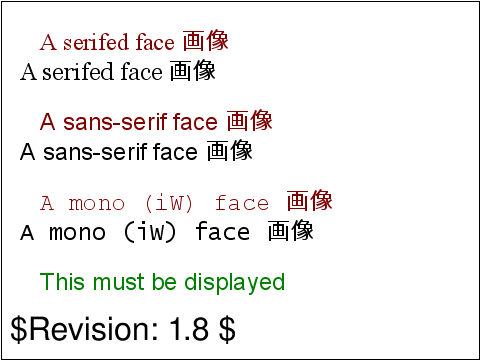 A serifed face 画像
A serifed face 画像
A sans-serif face 画像
A sans-serif face 画像
A mono (iW) face 画像
A mono (iW) face 画像
This must be displayed
$Revision: 1.8 $